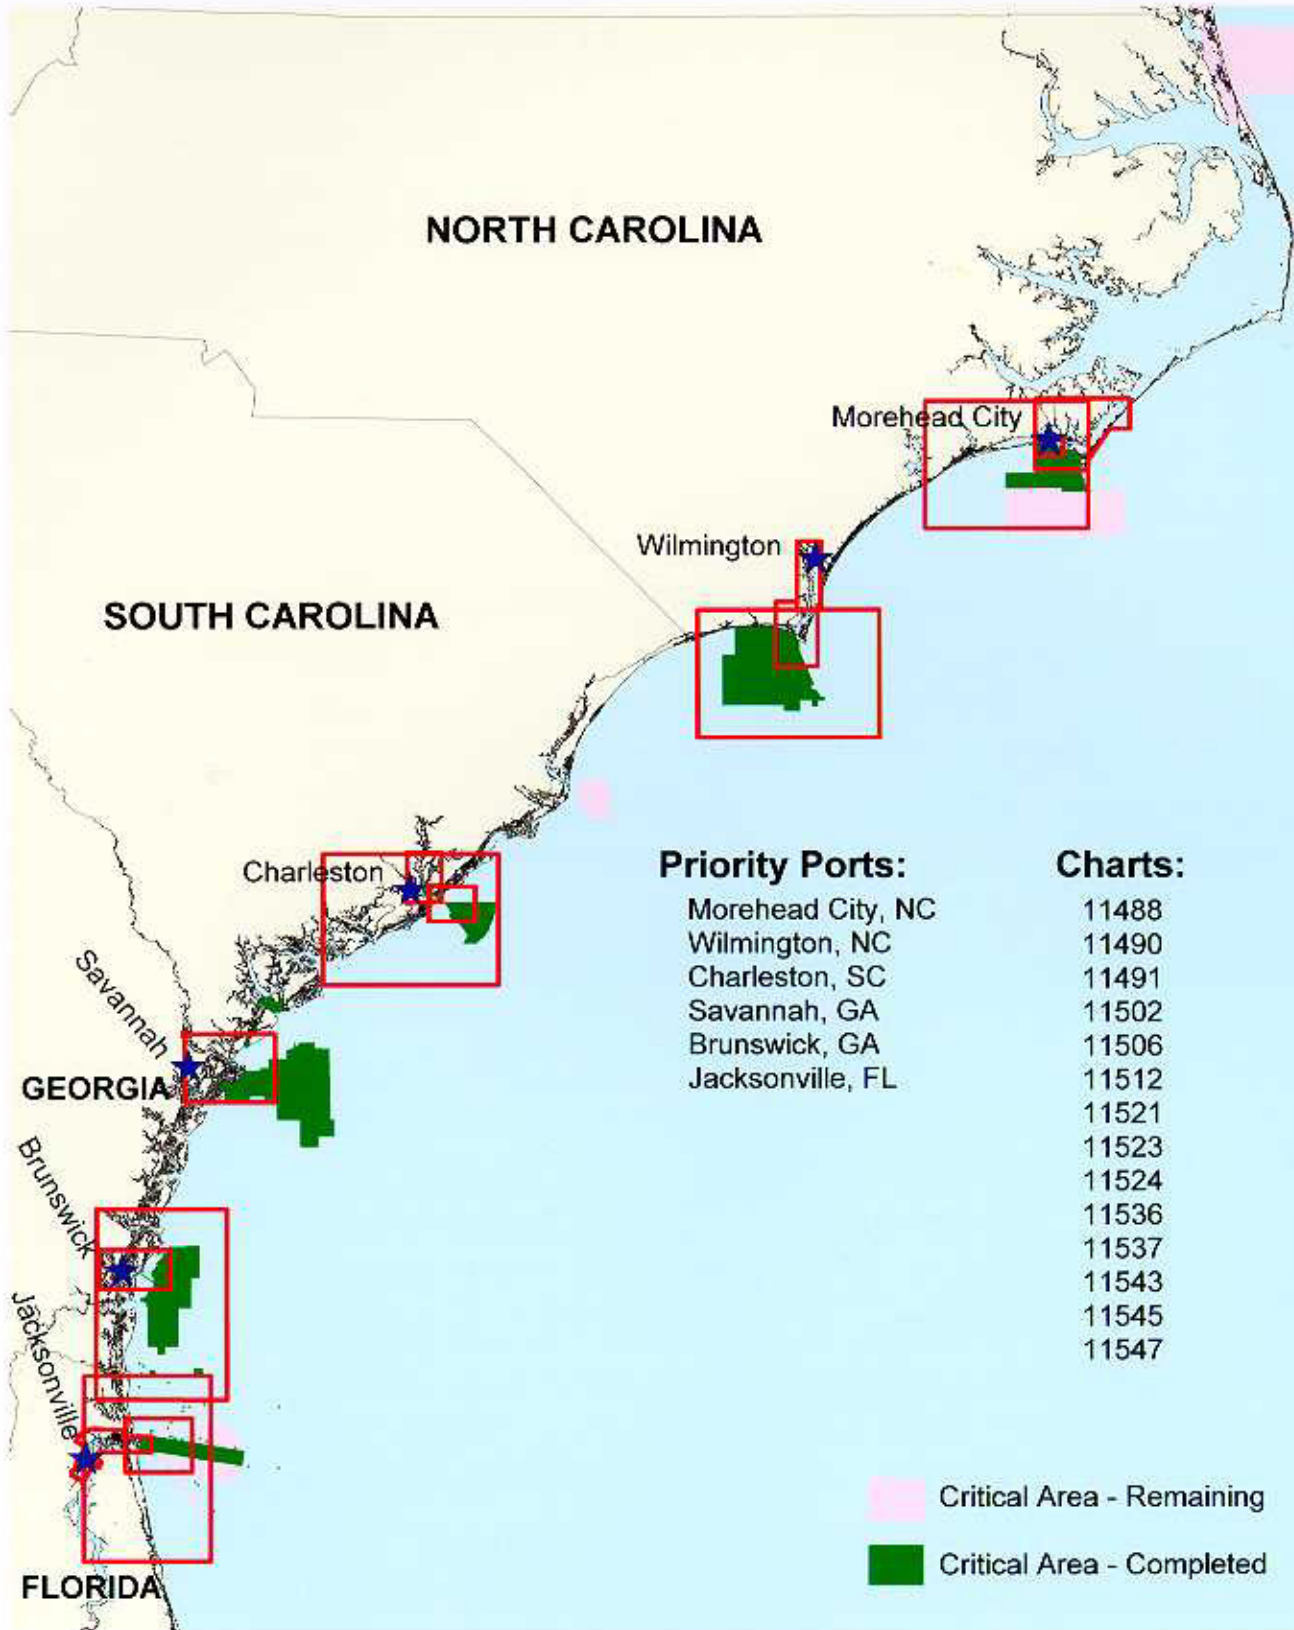 NORTH CAROLINA
Morehead City
Wilmington
SOUTH CAROLINA
Charleston
Savannah
GEORGIA
Brunswick
Jacksonville
FLORIDA
Priority Ports:
Morehead City, NC
Wilmington, NC
Charleston, SC
Savannah, GA
Brunswick, GA
Jacksonville, FL
Charts:
11488
11490
11491
11502
11506
11512
11521
11523
11524
11536
11537
11543
11545
11547
Critical Area - Remaining
Critical Area - Completed